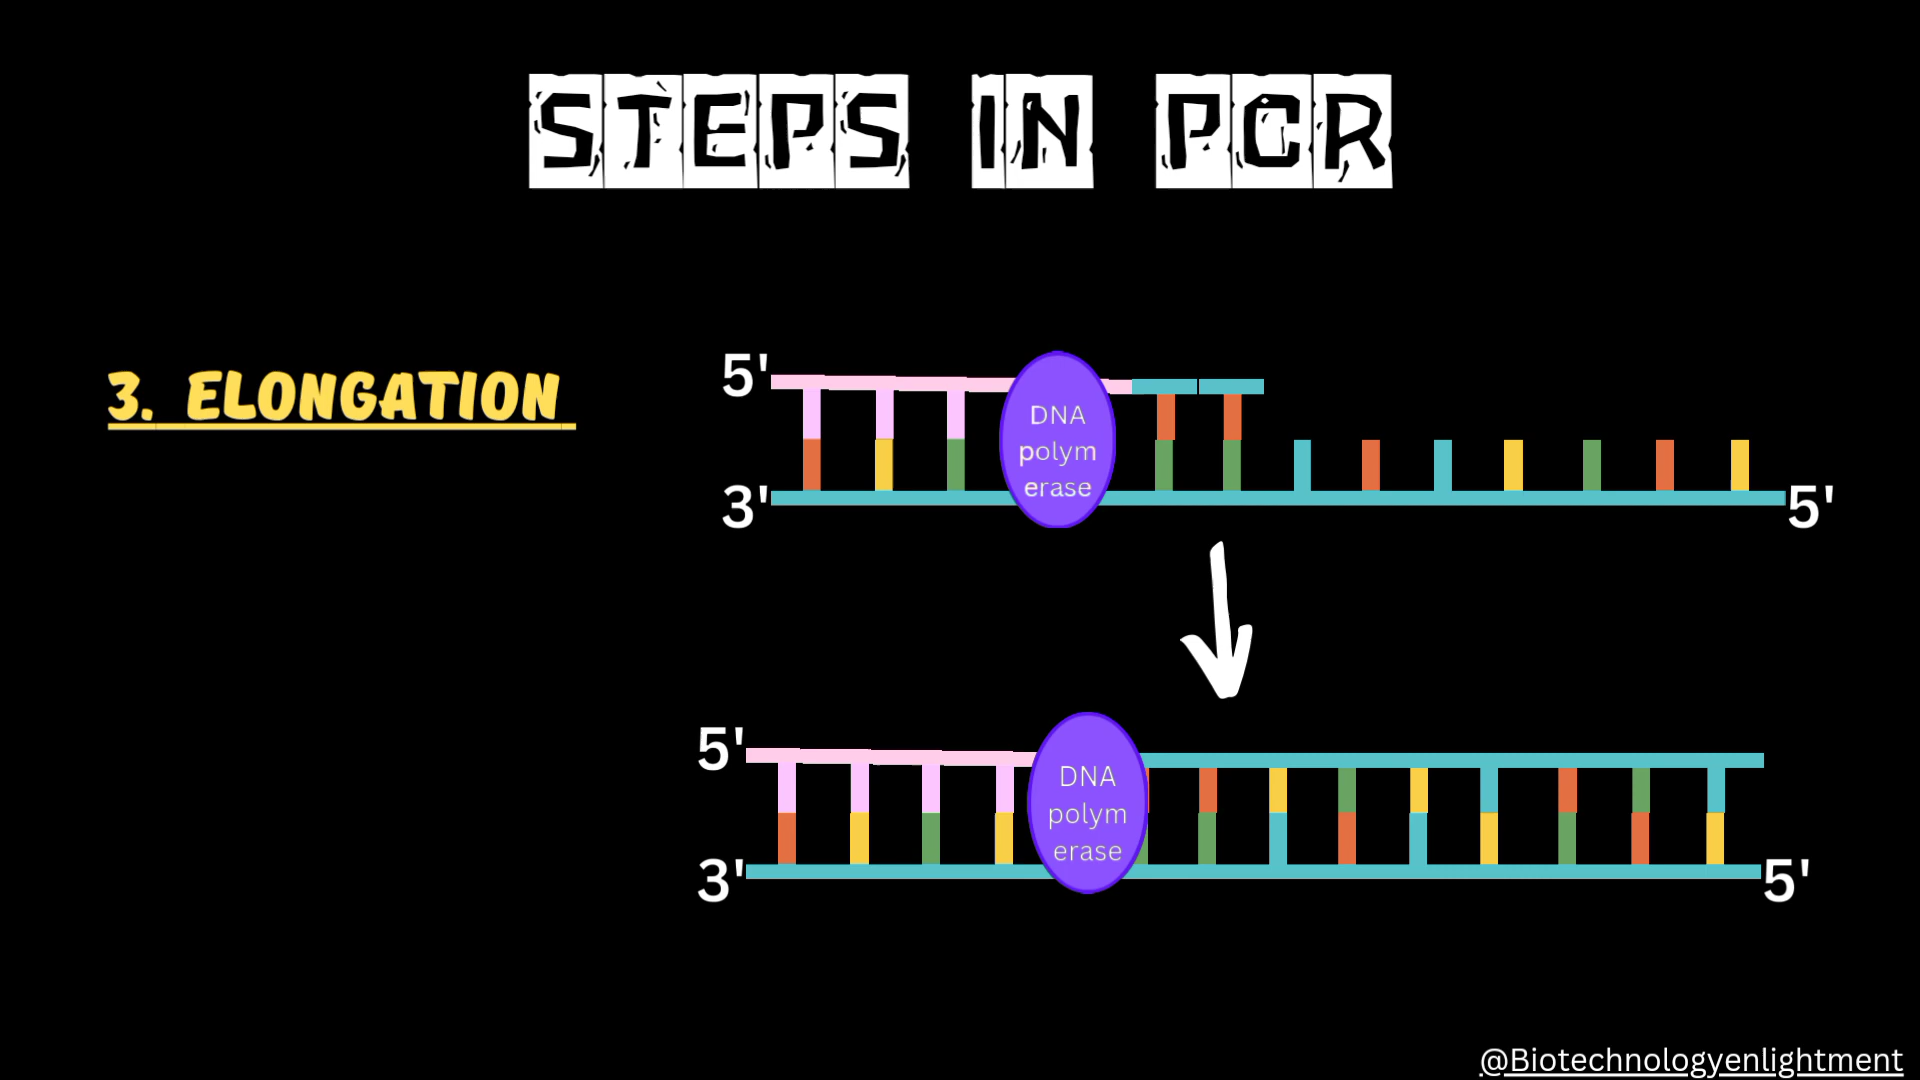 STEPS IN PCR
3. ELONGATION
5'
DNA
polym
erase
3'
5'
5'
DNA
polym
erase
3'
5'
@Biotechnologyenlightment